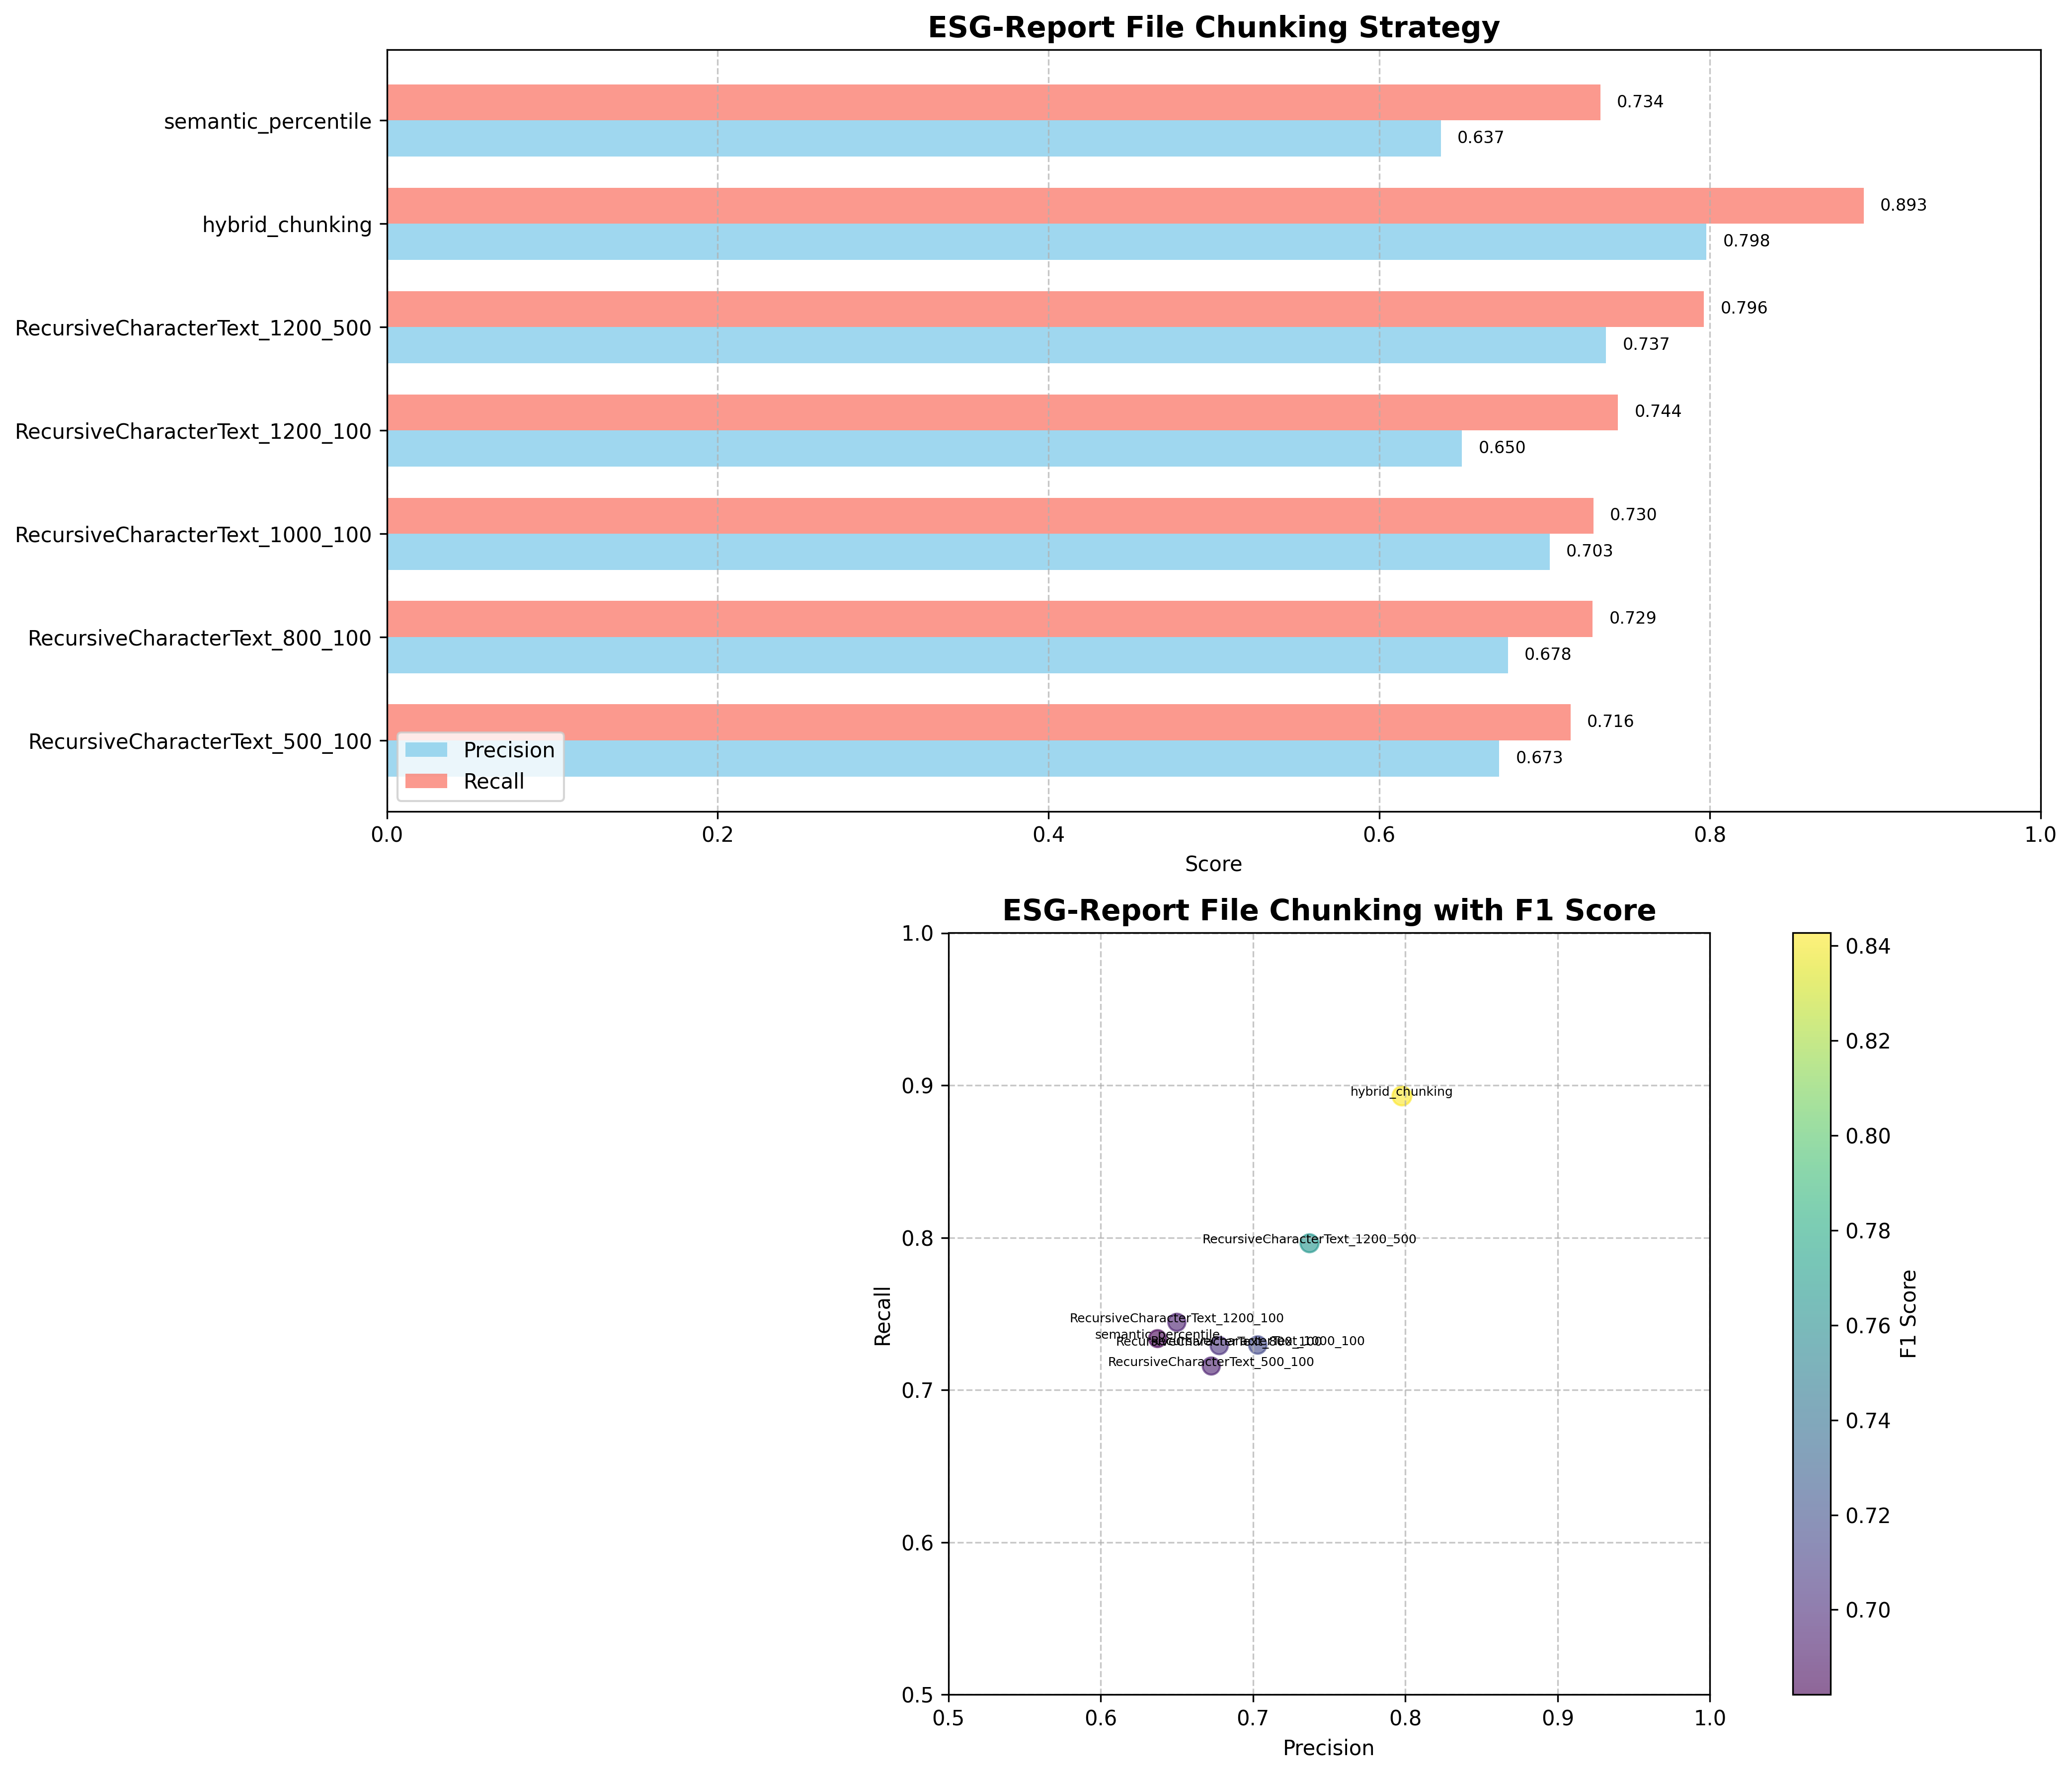 ESG-Report File Chunking Strategy
semantic_percentile
0.734
0.637
hybrid_chunking
0.893
0.798
RecursiveCharacterText_1200_500
0.796
0.737
RecursiveCharacterText_1200_100
0.744
0.650
RecursiveCharacterText_1000_100
0.730
0.703
RecursiveCharacterText_800_100
0.729
0.678
RecursiveCharacterText_500_100
0.716
0.673
Precision
Recall
0.0 0.2 0.4 0.6 0.8 1.0
Score
ESG-Report File Chunking with F1 Score
1.0
0.9
0.8
0.7
0.6
0.5
Recall
hybrid_chunking
RecursiveCharacterText_1200_500
RecursiveCharacterText_1200_100
semantic_percentile
RecursiveCharacterText_800_100
RecursiveCharacterText_1000_100
RecursiveCharacterText_500_100
0.5 0.6 0.7 0.8 0.9 1.0
Precision
0.84
0.82
0.80
0.78
0.76
0.74
0.72
0.70
F1 Score